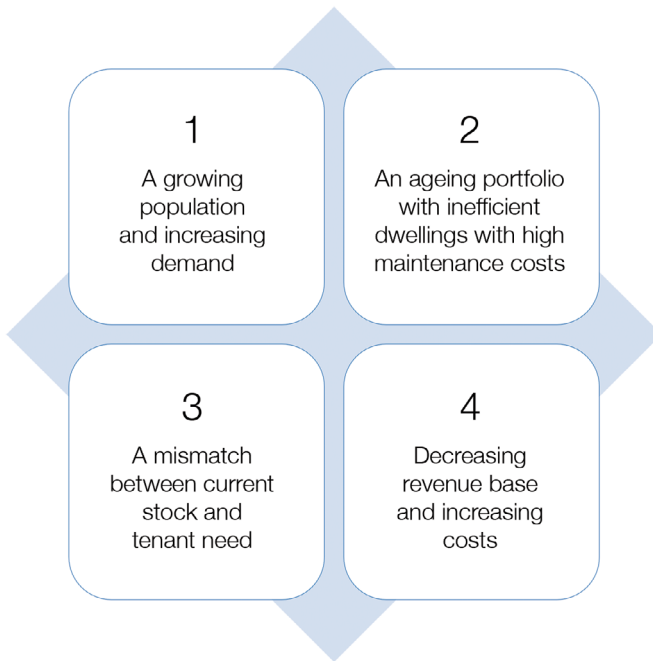 1
A growing
population
and increasing
demand
2
An ageing portfolio
with inefficient
dwellings with high
maintenance costs
3
A mismatch
between current
stock and
tenant need
4
Decreasing
revenue base
and increasing
costs